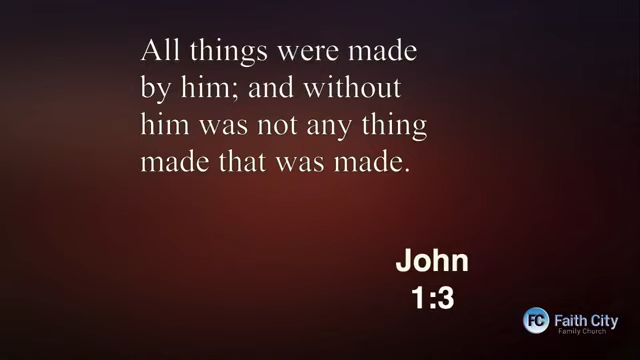 All things were made
by him; and without
him was not any thing
made that was made.
John
1:3
FC Faith City
Family Church